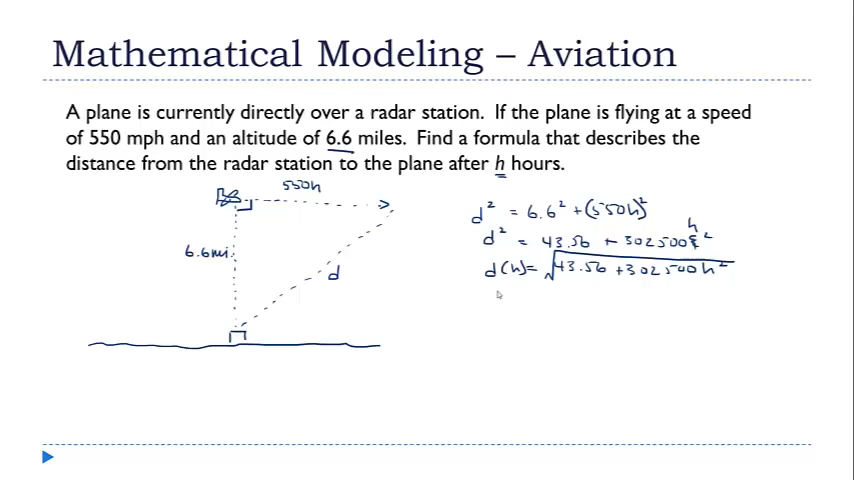 Mathematical Modeling – Aviation
A plane is currently directly over a radar station. If the plane is flying at a speed
of 550 mph and an altitude of 6.6 miles. Find a formula that describes the
distance from the radar station to the plane after h hours.
550h
6.6mi.
d
d² = 6.6² + (550h)²
h
d² = 43.56 + 302500 ²
d(h) = √43.56 + 302500h²